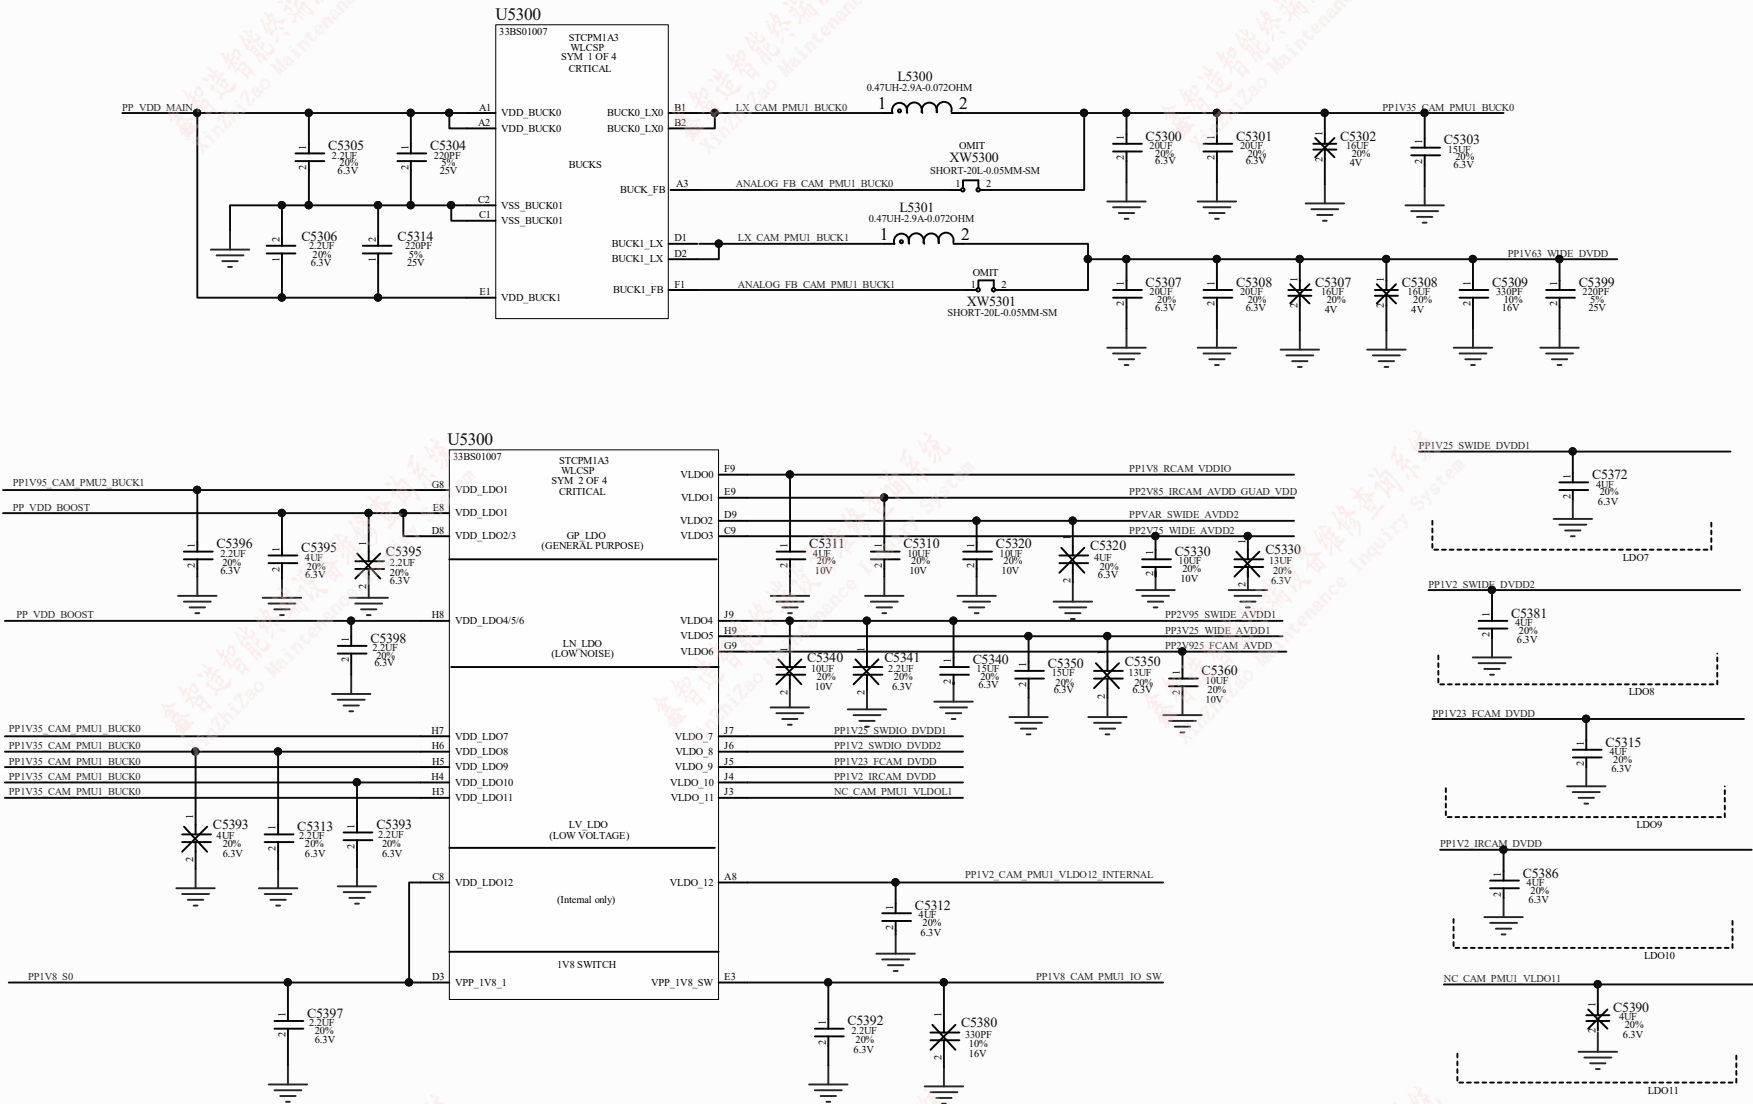 U5300
33BS01007
STCPM1A3
WLCSP
SYM 1 OF 4
CRTICAL
PP_VDD_MAIN
A1 VDD_BUCK0
A2 VDD_BUCK0
BUCK0_LX0 B1
BUCK0_LX0 B2
LX_CAM_PMU1_BUCK0
L5300
0.47UH-2.9A-0.072OHM
1 2
PP1V35_CAM_PMU1_BUCK0
C5305
2.2UF
20%
6.3V
C5304
220PF
5%
25V
BUCKS
BUCK_FB A3
ANALOG_FB_CAM_PMU1_BUCK0
OMIT
XW5300
SHORT-20L-0.05MM-SM
1 2
C5300
20UF
20%
6.3V
C5301
20UF
20%
6.3V
C5302
16UF
20%
4V
C5303
15UF
20%
6.3V
C2 VSS_BUCK01
C1 VSS_BUCK01
L5301
0.47UH-2.9A-0.072OHM
1 2
C5306
2.2UF
20%
6.3V
C5314
220PF
5%
25V
BUCK1_LX D1
BUCK1_LX D2
LX_CAM_PMU1_BUCK1
PP1V63_WIDE_DVDD
E1 VDD_BUCK1
BUCK1_FB F1
ANALOG_FB_CAM_PMU1_BUCK1
OMIT
1 2
XW5301
SHORT-20L-0.05MM-SM
C5307
20UF
20%
6.3V
C5308
20UF
20%
6.3V
C5307
16UF
20%
4V
C5308
16UF
20%
4V
C5309
330PF
10%
16V
C5399
220PF
5%
25V
U5300
33BS01007
STCPM1A3
WLCSP
SYM 2 OF 4
CRITICAL
PP1V95_CAM_PMU2_BUCK1 G8 VDD_LDO1
PP_VDD_BOOST E8 VDD_LDO1
D8 VDD_LDO2/3
GP_LDO
(GENERAL PURPOSE)
VLDO0 F9 PP1V8_RCAM_VDDIO
VLDO1 E9 PP2V85_IRCAM_AVDD_GUAD_VDD
VLDO2 D9 PPVAR_SWIDE_AVDD2
VLDO3 C9 PP2V75_WIDE_AVDD2
C5396
2.2UF
20%
6.3V
C5395
4UF
20%
6.3V
C5395
2.2UF
20%
6.3V
C5311
4UF
20%
10V
C5310
10UF
20%
10V
C5320
10UF
20%
10V
C5320
4UF
20%
6.3V
C5330
10UF
20%
10V
C5330
13UF
20%
6.3V
PP_VDD_BOOST H8 VDD_LDO4/5/6
LN_LDO
(LOW NOISE)
VLDO4 J9 PP2V95_SWIDE_AVDD1
VLDO5 H9 PP3V25_WIDE_AVDD1
VLDO6 G9 PP2V925_FCAM_AVDD
C5398
2.2UF
20%
6.3V
C5340
10UF
20%
10V
C5341
2.2UF
20%
6.3V
C5340
15UF
20%
6.3V
C5350
15UF
20%
6.3V
C5350
13UF
20%
6.3V
C5360
10UF
20%
10V
PP1V35_CAM_PMU1_BUCK0 H7 VDD_LDO7
PP1V35_CAM_PMU1_BUCK0 H6 VDD_LDO8
PP1V35_CAM_PMU1_BUCK0 H5 VDD_LDO9
PP1V35_CAM_PMU1_BUCK0 H4 VDD_LDO10
PP1V35_CAM_PMU1_BUCK0 H3 VDD_LDO11
VLDO_7 J7 PP1V25_SWDIO_DVDD1
VLDO_8 J6 PP1V2_SWDIO_DVDD2
VLDO_9 J5 PP1V23_FCAM_DVDD
VLDO_10 J4 PP1V2_IRCAM_DVDD
VLDO_11 J3 NC_CAM_PMU1_VLDOL1
LV_LDO
(LOW VOLTAGE)
C5393
4UF
20%
6.3V
C5313
2.2UF
20%
6.3V
C5393
2.2UF
20%
6.3V
C8 VDD_LDO12
(Internal only)
VLDO_12 A8 PP1V2_CAM_PMU1_VLDO12_INTERNAL
C5312
4UF
20%
6.3V
1V8 SWITCH
PP1V8_S0 D3 VPP_1V8_1
VPP_1V8_SW E3 PP1V8_CAM_PMU1_IO_SW
C5397
2.2UF
20%
6.3V
C5392
2.2UF
20%
6.3V
C5380
330PF
10%
16V
PP1V25_SWIDE_DVDD1
C5372
4UF
20%
6.3V
LDO7
PP1V2_SWIDE_DVDD2
C5381
4UF
20%
6.3V
LDO8
PP1V23_FCAM_DVDD
C5315
4UF
20%
6.3V
LDO9
PP1V2_IRCAM_DVDD
C5386
4UF
20%
6.3V
LDO10
NC_CAM_PMU1_VLDO11
C5390
4UF
20%
6.3V
LDO11